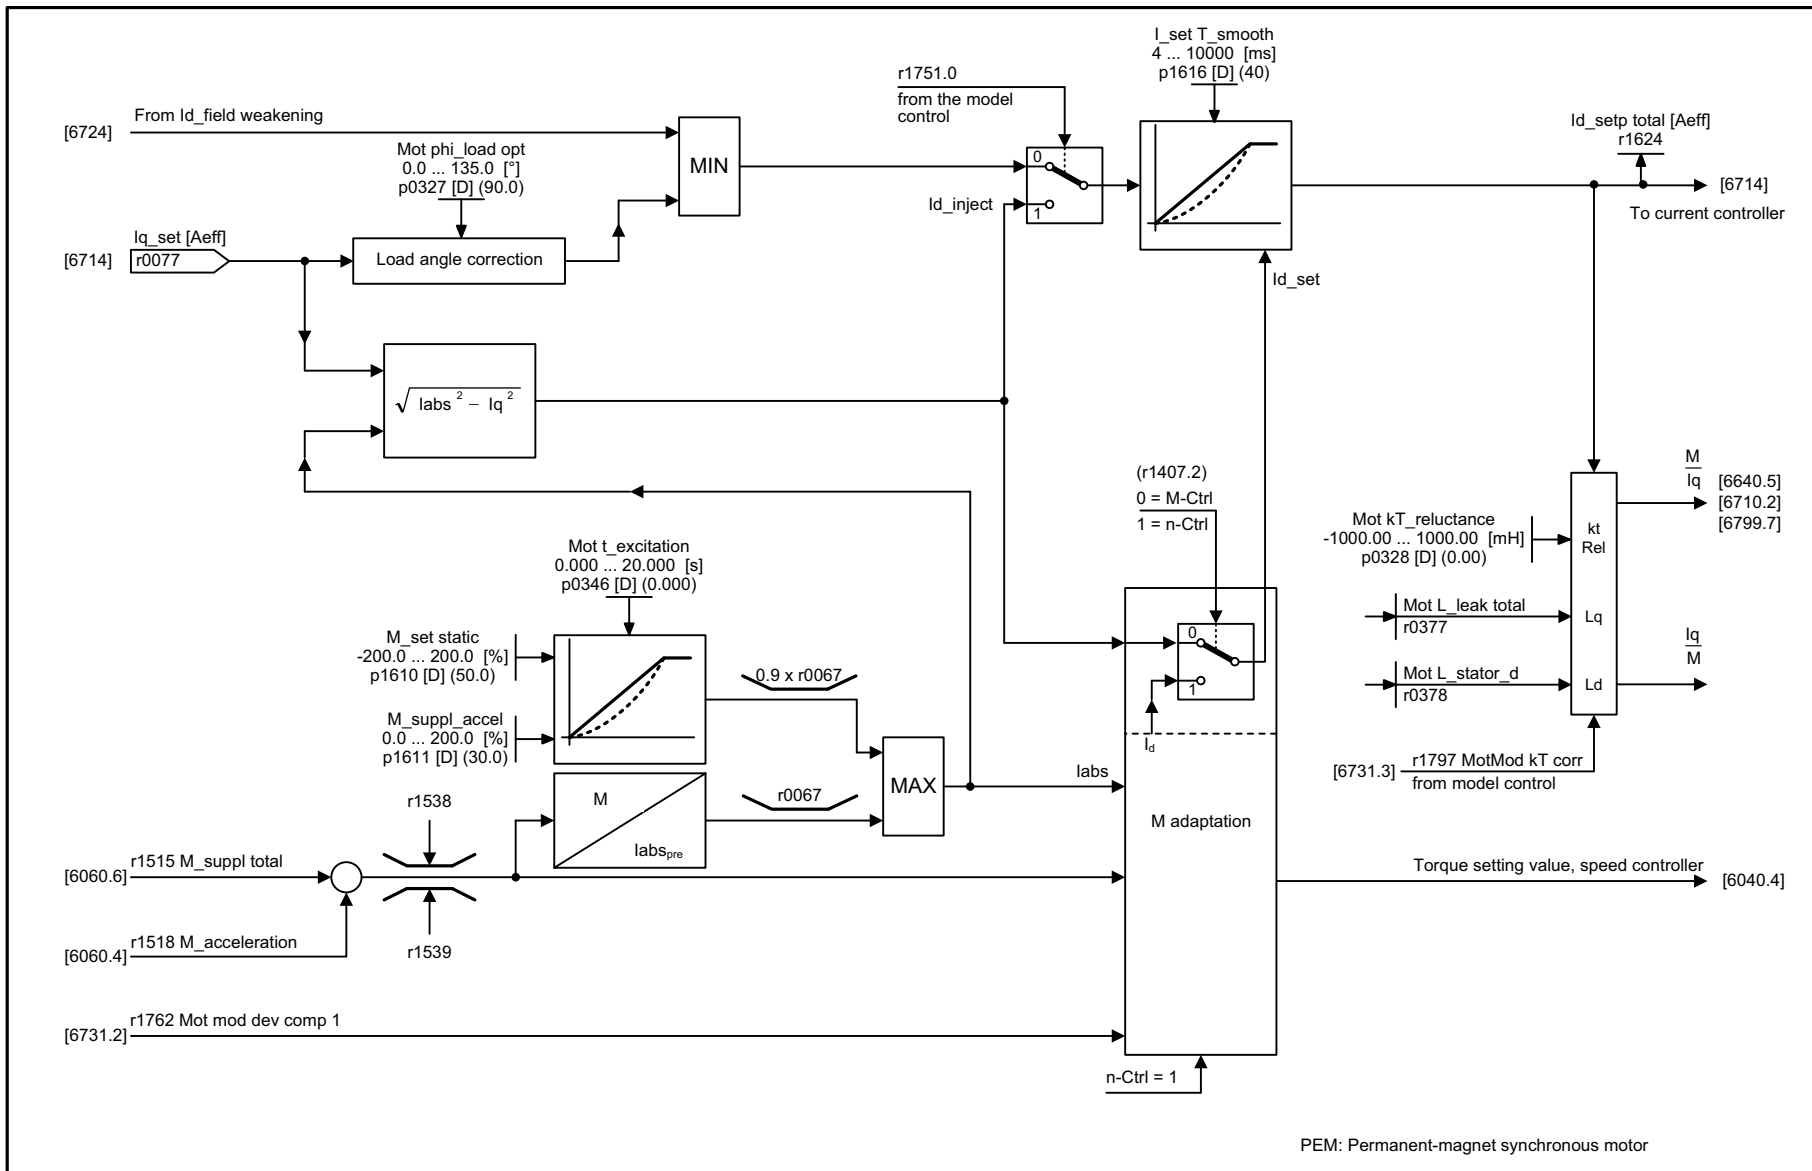 I_set T_smooth
4 ... 10000 [ms]
p1616 [D] (40)
r1751.0
from the model
control
From Id_field weakening
[6724]
Mot phi_load opt
0.0 ... 135.0 [°]
p0327 [D] (90.0)
MIN
0
1
Id_inject
Id_setp total [Aeff]
r1624
[6714]
To current controller
Iq_set [Aeff]
[6714]
r0077
Load angle correction
Id_set
√ Iabs ² − Iq ²
(r1407.2)
0 = M-Ctrl
1 = n-Ctrl
M
Iq
[6640.5]
[6710.2]
[6799.7]
Mot kT_reluctance
-1000.00 ... 1000.00 [mH]
p0328 [D] (0.00)
kt
Rel
Mot t_excitation
0.000 ... 20.000 [s]
p0346 [D] (0.000)
Mot L_leak total
r0377
Lq
M_set static
-200.0 ... 200.0 [%]
p1610 [D] (50.0)
0
1
Iq
M
0.9 x r0067
Mot L_stator_d
r0378
Ld
M_suppl_accel
0.0 ... 200.0 [%]
p1611 [D] (30.0)
I_d
Iabs
MAX
[6731.3]
r1797 MotMod kT corr
from model control
r1538
M
Iabs_pre
r0067
M adaptation
r1515 M_suppl total
[6060.6]
Torque setting value, speed controller
[6040.4]
r1518 M_acceleration
[6060.4]
r1539
r1762 Mot mod dev comp 1
[6731.2]
n-Ctrl = 1
PEM: Permanent-magnet synchronous motor